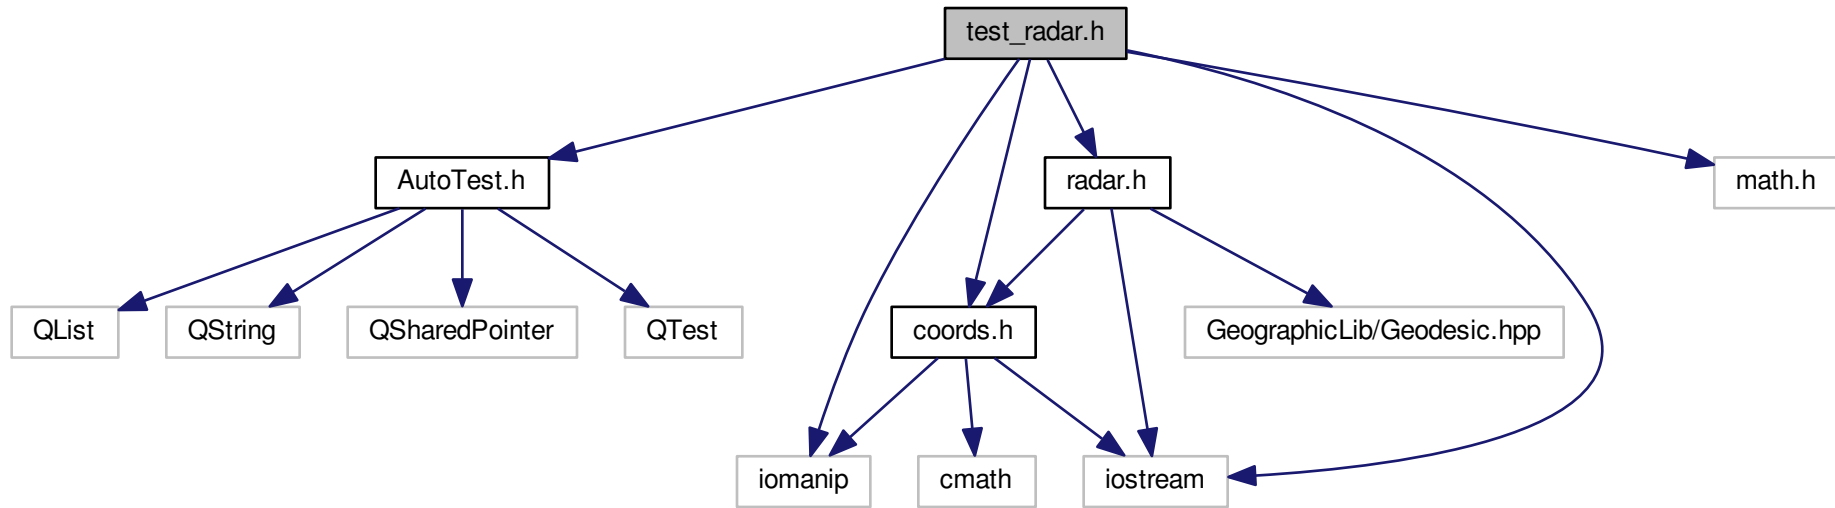 test_radar.h
AutoTest.h
radar.h
math.h
QList
QString
QSharedPointer
QTest
coords.h
GeographicLib/Geodesic.hpp
iomanip
cmath
iostream